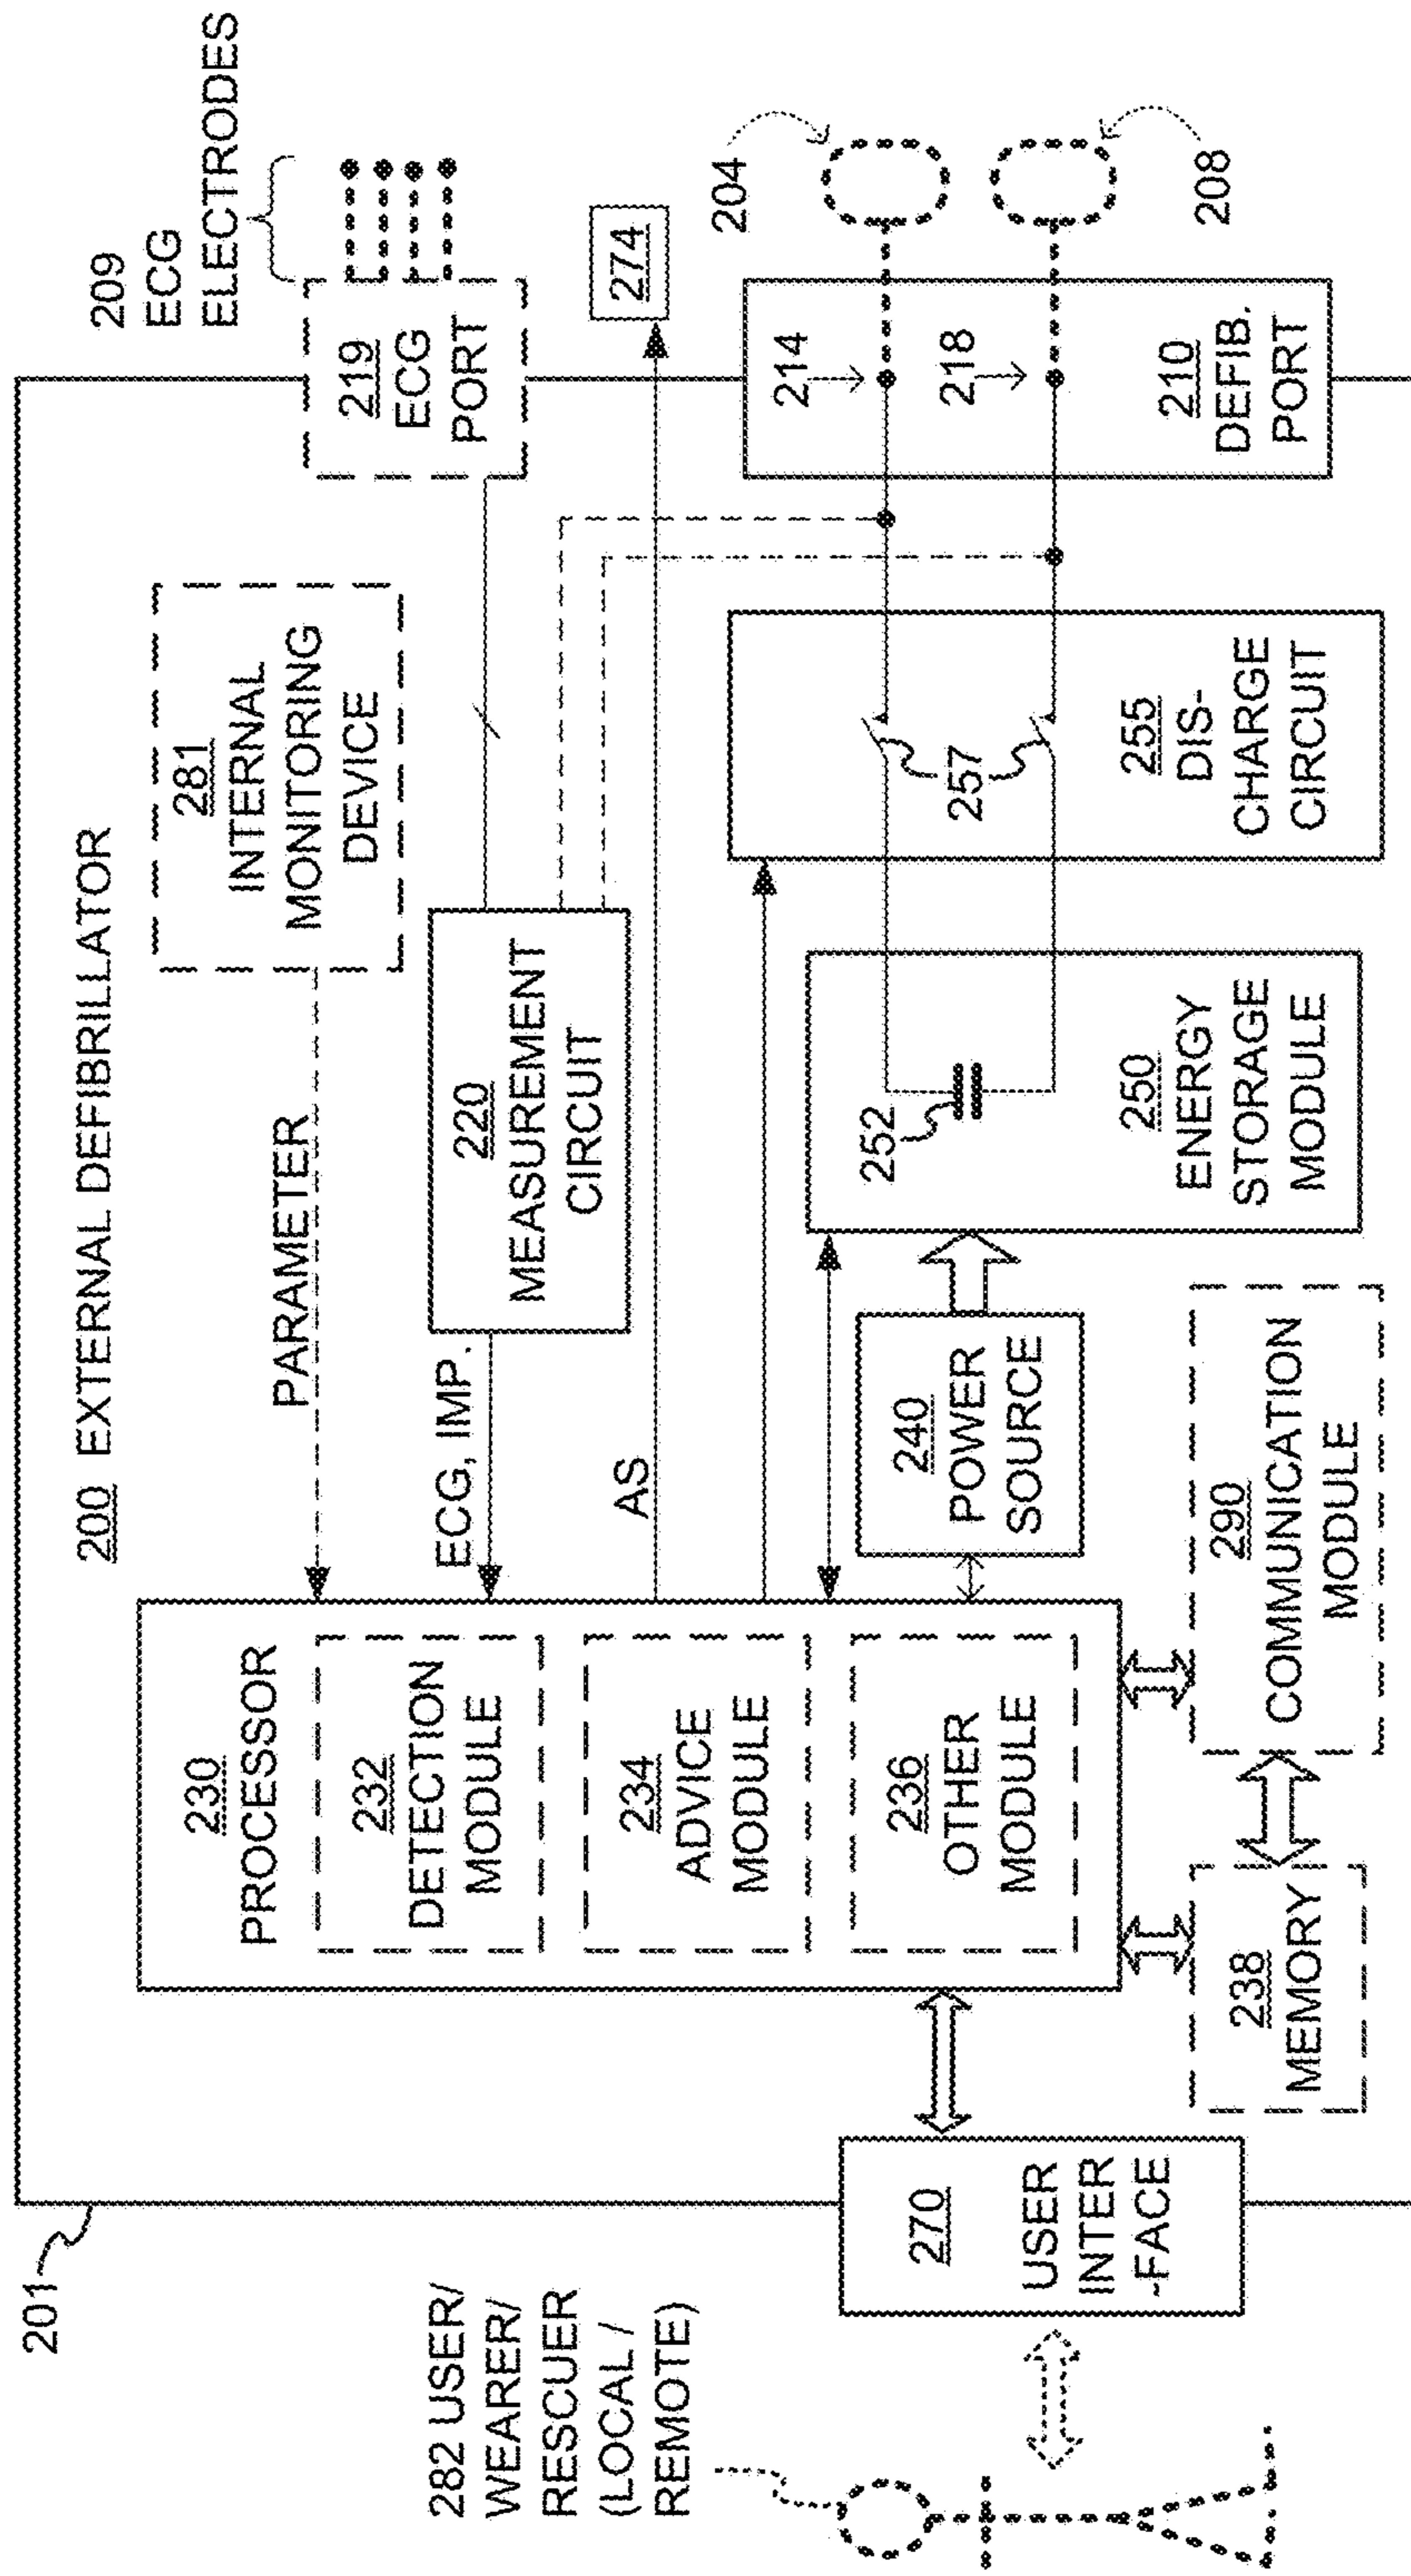 200 EXTERNAL DEFIBRILLATOR
201
209
ECG
ELECTRODES
219
ECG
PORT
281
INTERNAL
MONITORING
DEVICE
PARAMETER
220
MEASUREMENT
CIRCUIT
ECG, IMP.
AS
274
204
208
214
218
210
DEFIB.
PORT
257
255
DIS-
CHARGE
CIRCUIT
252
250
ENERGY
STORAGE
MODULE
240
POWER
SOURCE
230
PROCESSOR
232
DETECTION
MODULE
234
ADVICE
MODULE
236
OTHER
MODULE
290
COMMUNICATION
MODULE
238
MEMORY
270
USER
INTER
-FACE
282 USER/
WEARER/
RESCUER
(LOCAL /
REMOTE)